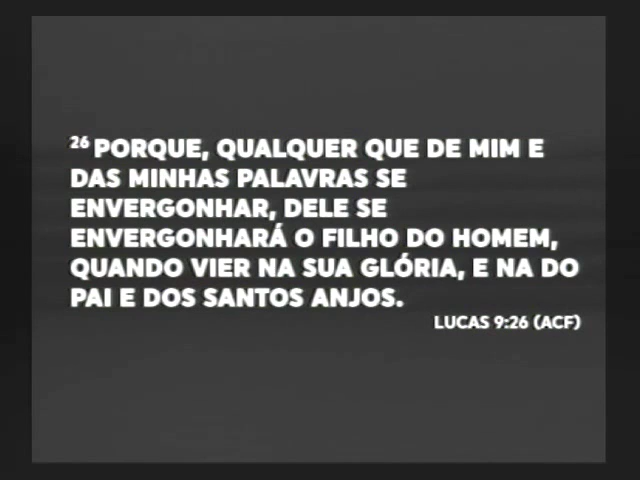 26 PORQUE, QUALQUER QUE DE MIM E
DAS MINHAS PALAVRAS SE
ENVERGONHAR, DELE SE
ENVERGONHARÁ O FILHO DO HOMEM,
QUANDO VIER NA SUA GLÓRIA, E NA DO
PAI E DOS SANTOS ANJOS.
LUCAS 9:26 (ACF)